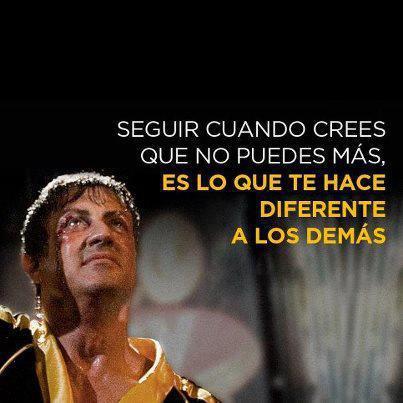 SEGUIR CUANDO CREES
QUE NO PUEDES MÁS,
ES LO QUE TE HACE
DIFERENTE
A LOS DEMÁS